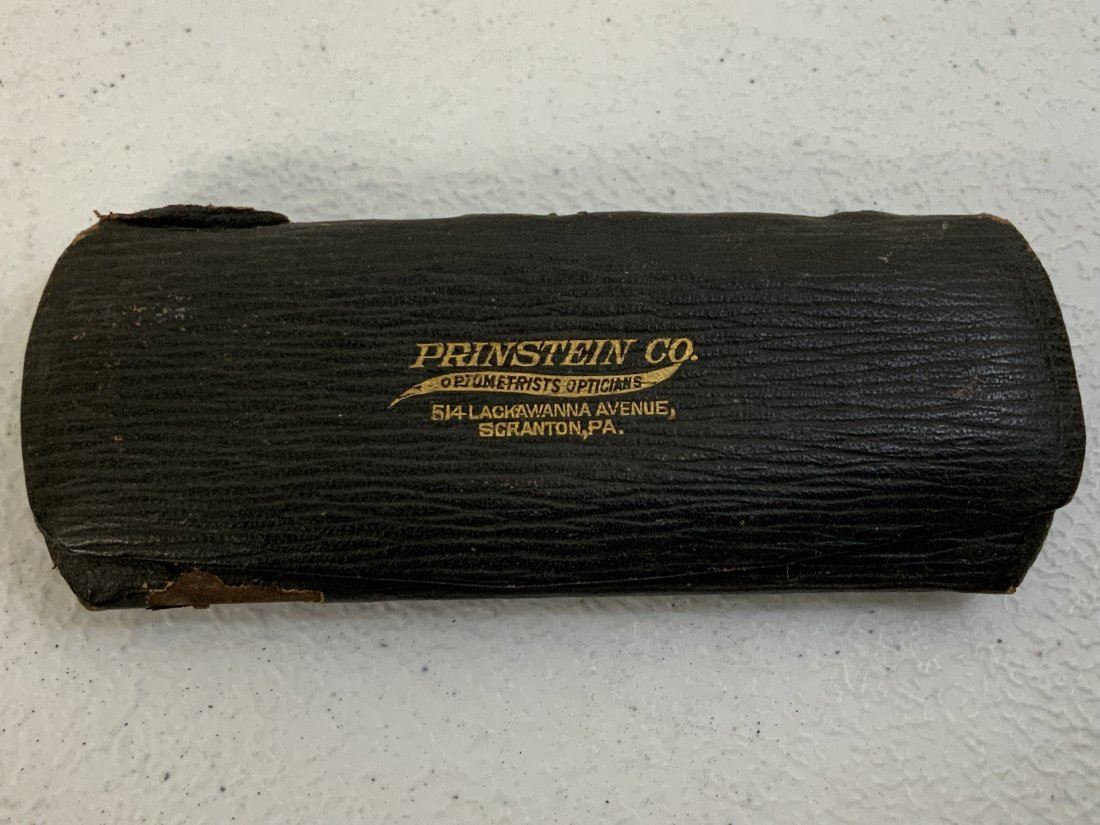 PRINSTEIN CO.
OPTOMETRISTS OPTICIANS
514 LACKAWANNA AVENUE,
SCRANTON, PA.